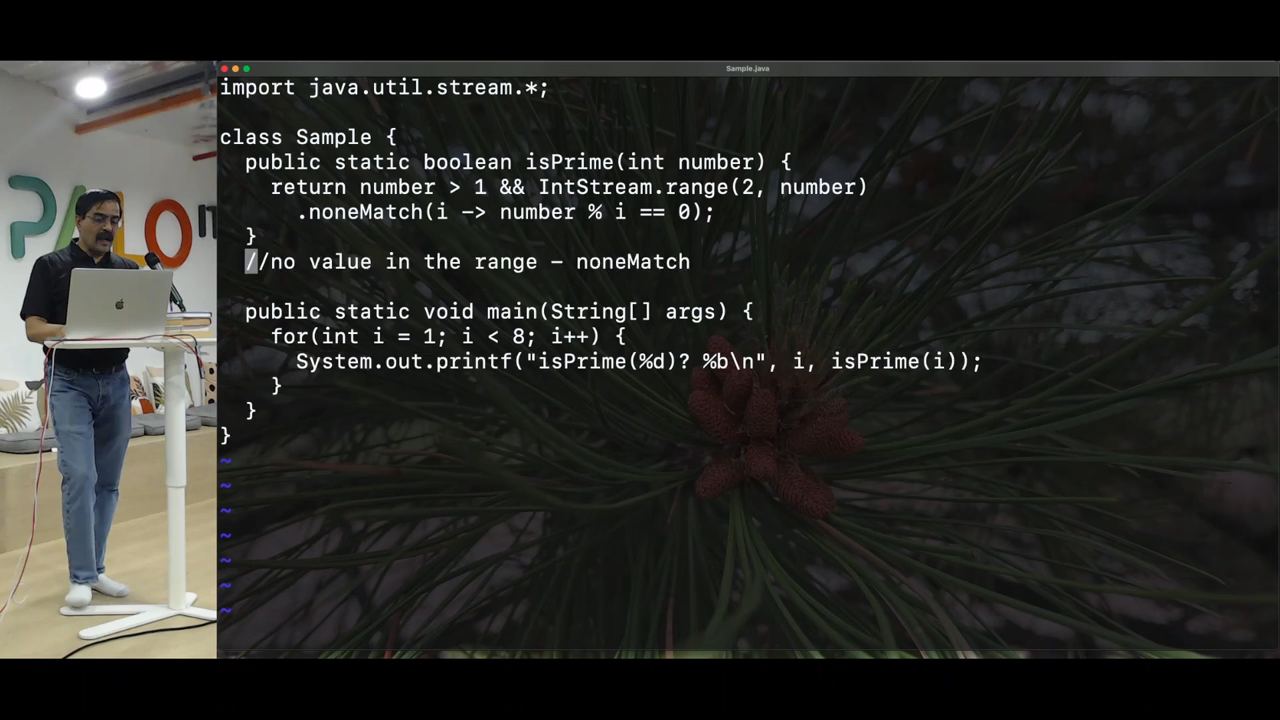 PALO IT
Sample.java
import java.util.stream.*;
class Sample {
public static boolean isPrime(int number) {
return number > 1 && IntStream.range(2, number)
.noneMatch(i -> number % i == 0);
}
//no value in the range - noneMatch
public static void main(String[] args) {
for(int i = 1; i < 8; i++) {
System.out.printf("isPrime(%d)? %b\n", i, isPrime(i));
}
}
}
~
~
~
~
~
~
~